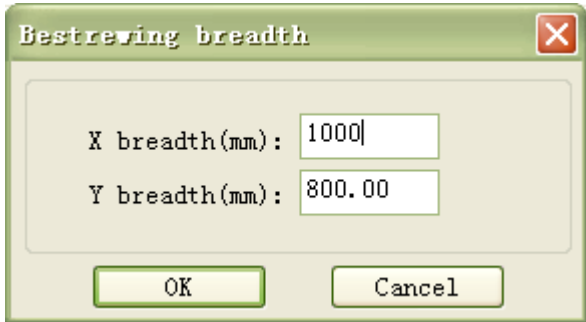 Bestrewing breadth
X breadth(mm): 1000
Y breadth(mm): 800.00
OK Cancel